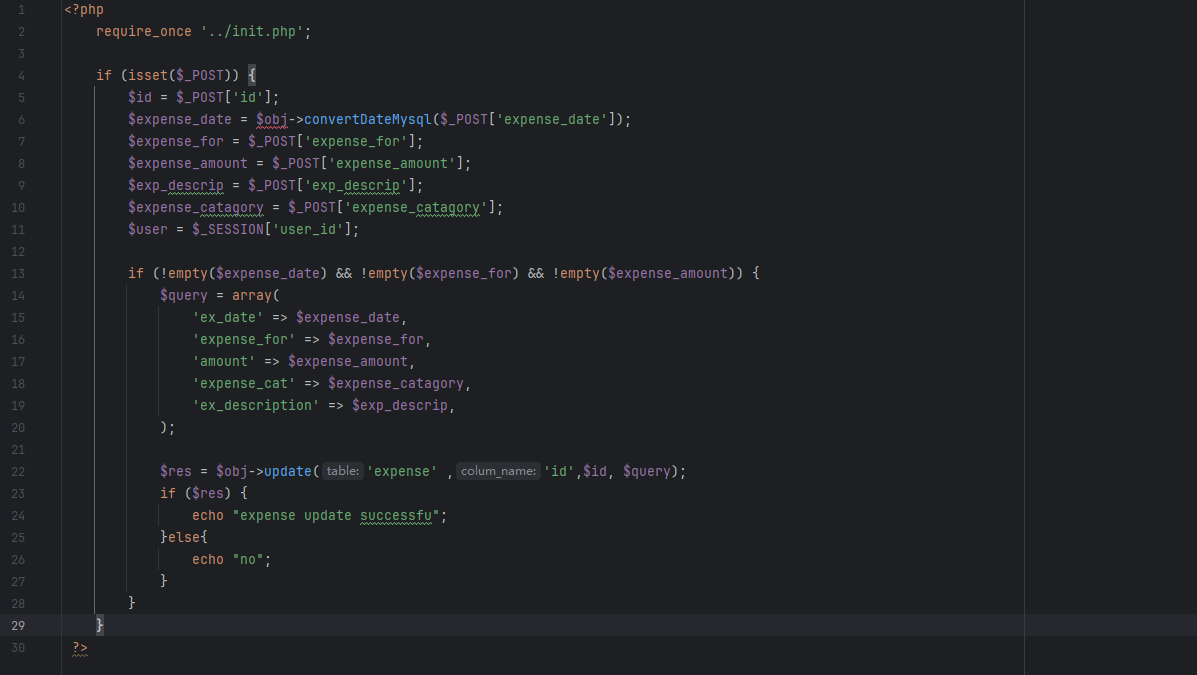 1 <?php
2 require_once '../init.php';
3
4 if (isset($_POST)) {
5 $id = $_POST['id'];
6 $expense_date = $obj->convertDateMysql($_POST['expense_date']);
7 $expense_for = $_POST['expense_for'];
8 $expense_amount = $_POST['expense_amount'];
9 $exp_descrip = $_POST['exp_descrip'];
10 $expense_catagory = $_POST['expense_catagory'];
11 $user = $_SESSION['user_id'];
12
13 if (!empty($expense_date) && !empty($expense_for) && !empty($expense_amount)) {
14 $query = array(
15 'ex_date' => $expense_date,
16 'expense_for' => $expense_for,
17 'amount' => $expense_amount,
18 'expense_cat' => $expense_catagory,
19 'ex_description' => $exp_descrip,
20 );
21
22 $res = $obj->update( table: 'expense' , colum_name: 'id',$id, $query);
23 if ($res) {
24 echo "expense update successfu";
25 }else{
26 echo "no";
27 }
28 }
29 }
30 ?>